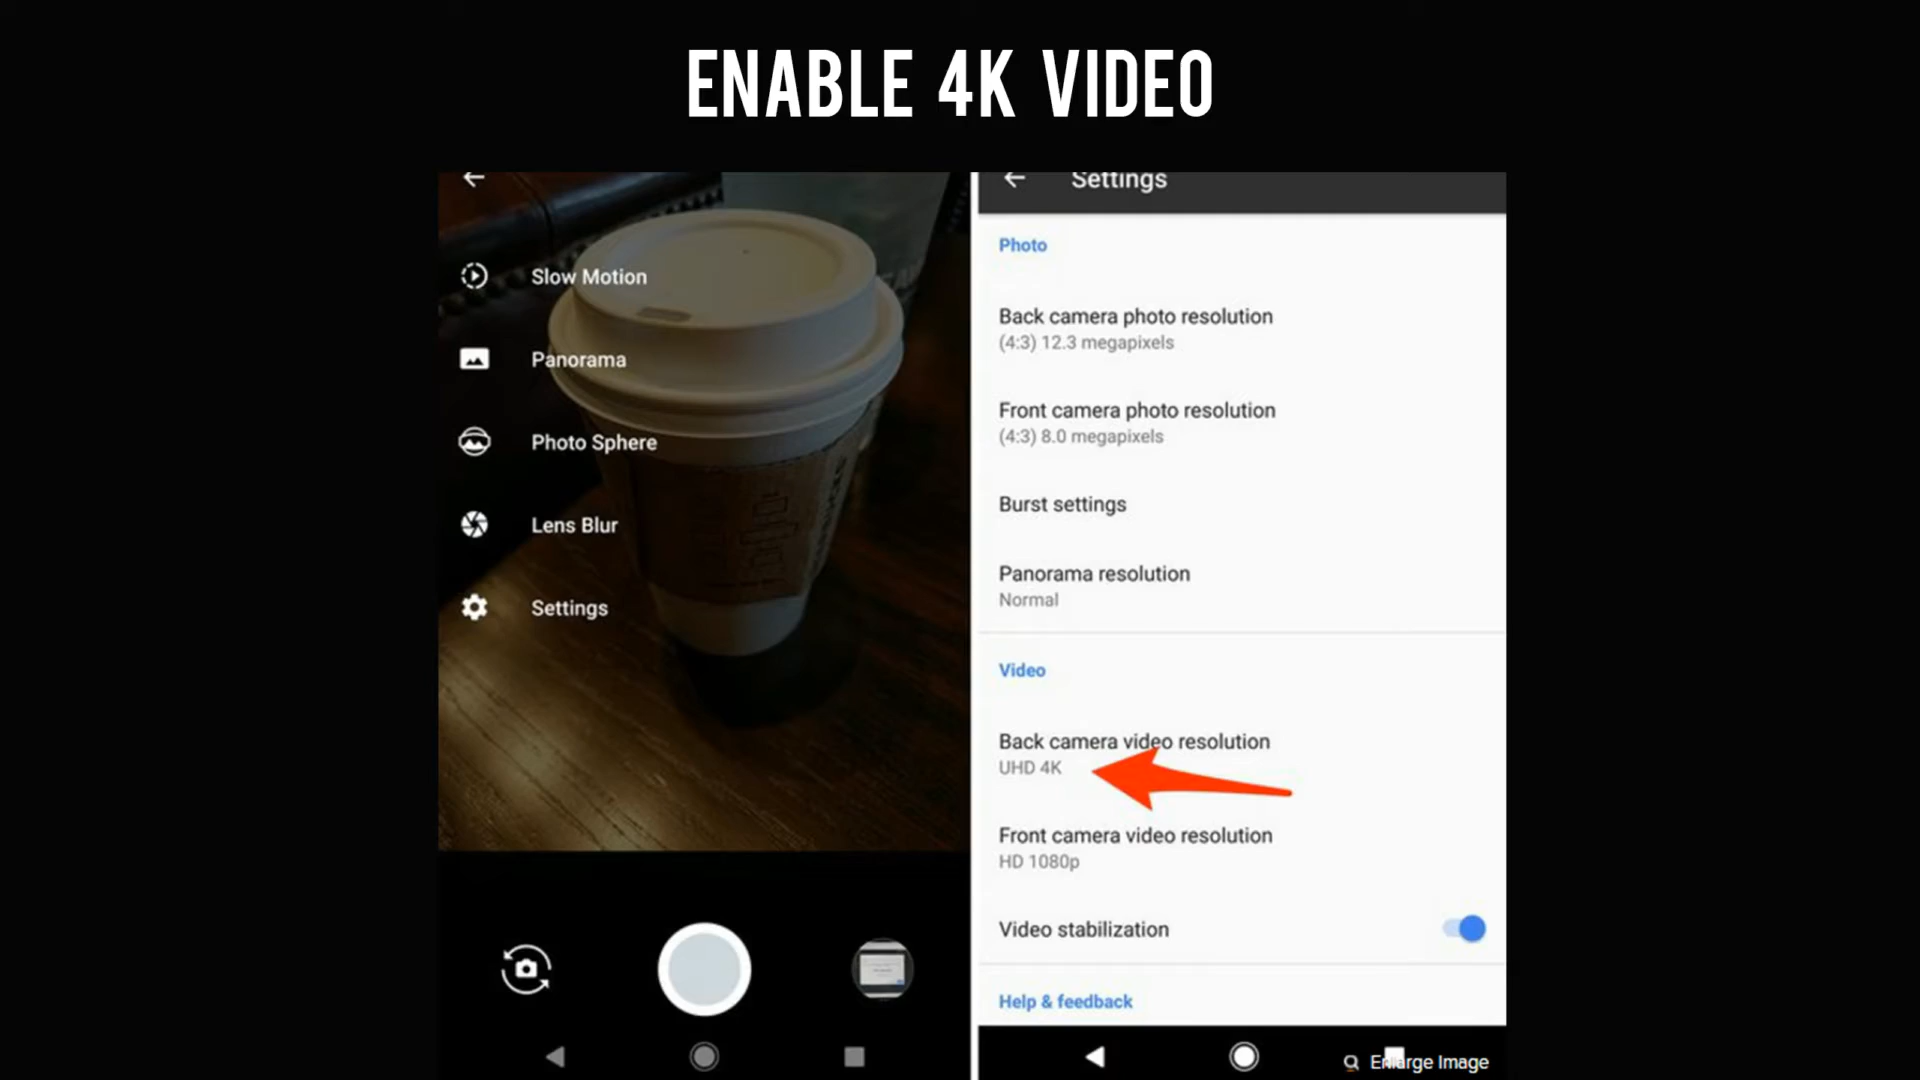 ENABLE 4K VIDEO
Slow Motion
Panorama
Photo Sphere
Lens Blur
Settings
Settings
Photo
Back camera photo resolution
(4:3) 12.3 megapixels
Front camera photo resolution
(4:3) 8.0 megapixels
Burst settings
Panorama resolution
Normal
Video
Back camera video resolution
UHD 4K
Front camera video resolution
HD 1080p
Video stabilization
Help & feedback
Enlarge Image